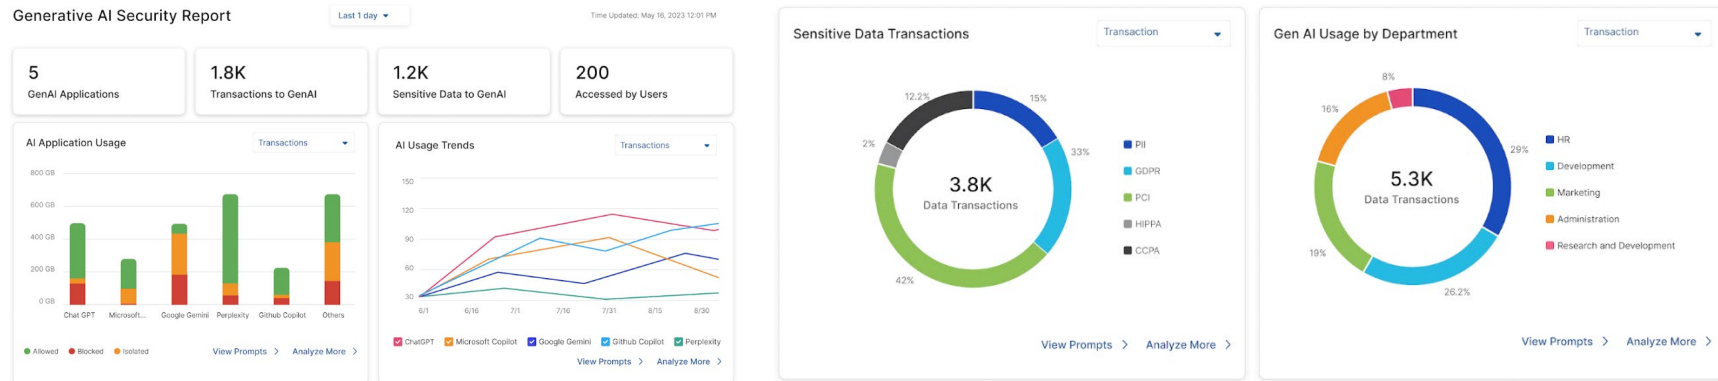 Generative AI Security Report
Last 1 day
Time Updated: May 16, 2023 12:01 PM
5
GenAI Applications
1.8K
Transactions to GenAI
1.2K
Sensitive Data to GenAI
200
Accessed by Users
AI Application Usage
Transactions
800 GB
600 GB
400 GB
200 GB
0 GB
Chat GPT
Microsoft...
Google Gemini
Perplexity
Github Copilot
Others
Allowed
Blocked
Isolated
View Prompts
Analyze More
AI Usage Trends
Transactions
150
120
90
60
30
6/1
6/16
7/1
7/16
7/31
8/15
8/30
ChatGPT
Microsoft Copilot
Google Gemini
Github Copilot
Perplexity
View Prompts
Analyze More
Sensitive Data Transactions
Transaction
12.2%
15%
2%
33%
42%
3.8K
Data Transactions
PII
GDPR
PCI
HIPPA
CCPA
View Prompts
Analyze More
Gen AI Usage by Department
Transaction
8%
16%
29%
19%
26.2%
5.3K
Data Transactions
HR
Development
Marketing
Administration
Research and Development
View Prompts
Analyze More